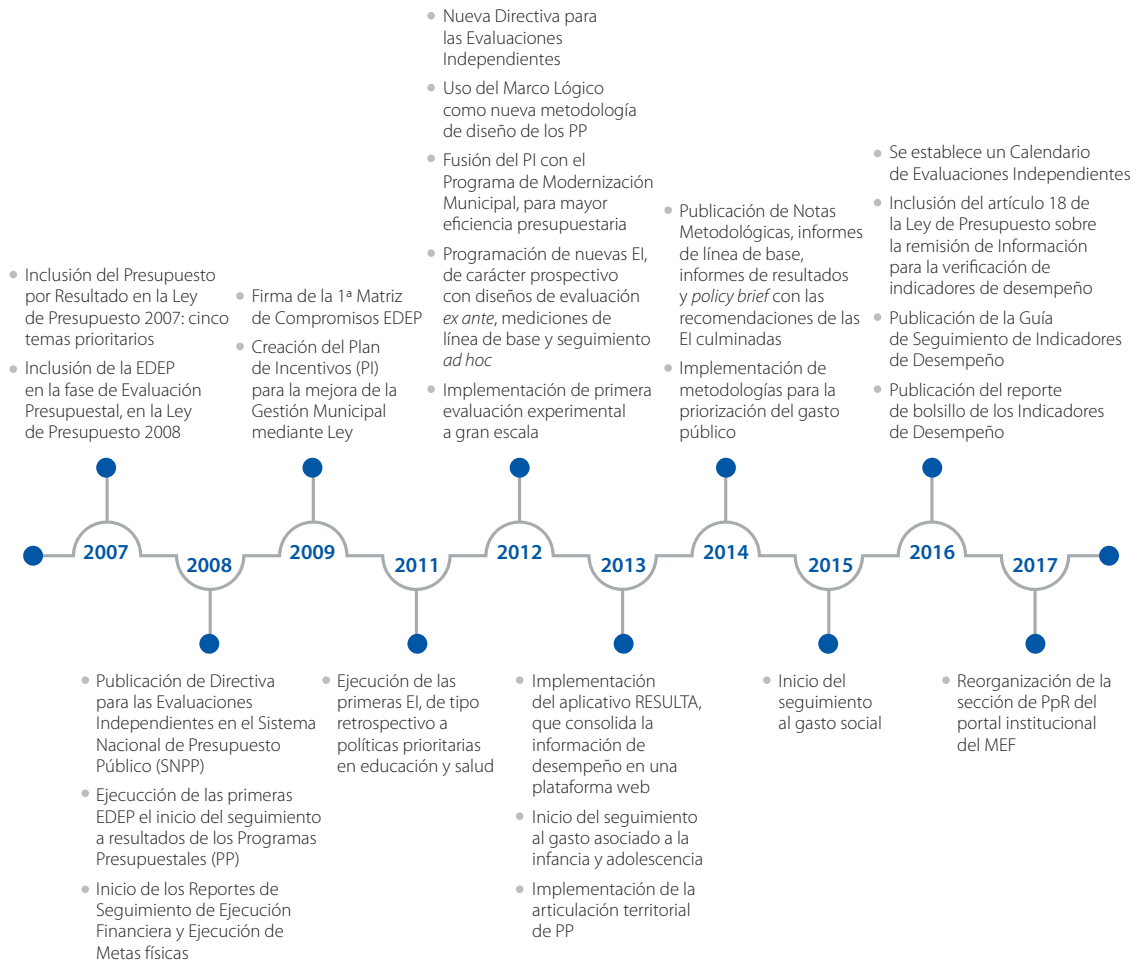 Nueva Directiva para
las Evaluaciones
Independientes
Uso del Marco Lógico
como nueva metodología
de diseño de los PP
Fusión del PI con el
Programa de Modernización
Municipal, para mayor
eficiencia presupuestaria
Programación de nuevas EI,
de carácter prospectivo
con diseños de evaluación
ex ante, mediciones de
línea de base y seguimiento
ad hoc
Implementación de primera
evaluación experimental
a gran escala
Se establece un Calendario
de Evaluaciones Independientes
Inclusión del artículo 18 de
la Ley de Presupuesto sobre
la remisión de Información
para la verificación de
indicadores de desempeño
Publicación de la Guía
de Seguimiento de Indicadores
de Desempeño
Publicación del reporte
de bolsillo de los Indicadores
de Desempeño
Publicación de Notas
Metodológicas, informes
de línea de base,
informes de resultados
y policy brief con las
recomendaciones de las
EI culminadas
Implementación de
metodologías para la
priorización del gasto
público
Inclusión del Presupuesto
por Resultado en la Ley
de Presupuesto 2007: cinco
temas prioritarios
Inclusión de la EDEP
en la fase de Evaluación
Presupuestal, en la Ley
de Presupuesto 2008
Firma de la 1ª Matriz
de Compromisos EDEP
Creación del Plan
de Incentivos (PI)
para la mejora de la
Gestión Municipal
mediante Ley
2007
2008
2009
2011
2012
2013
2014
2015
2016
2017
Publicación de Directiva
para las Evaluaciones
Independientes en el Sistema
Nacional de Presupuesto
Público (SNPP)
Ejecucción de las primeras
EDEP el inicio del seguimiento
a resultados de los Programas
Presupuestales (PP)
Inicio de los Reportes de
Seguimiento de Ejecución
Financiera y Ejecución de
Metas físicas
Ejecución de las
primeras EI, de tipo
retrospectivo a
políticas prioritarias
en educación y salud
Implementación
del aplicativo RESULTA,
que consolida la
información de
desempeño en una
plataforma web
Inicio del seguimiento
al gasto asociado a la
infancia y adolescencia
Implementación de la
articulación territorial
de PP
Inicio del
seguimiento
al gasto social
Reorganización de la
sección de PpR del
portal institucional
del MEF